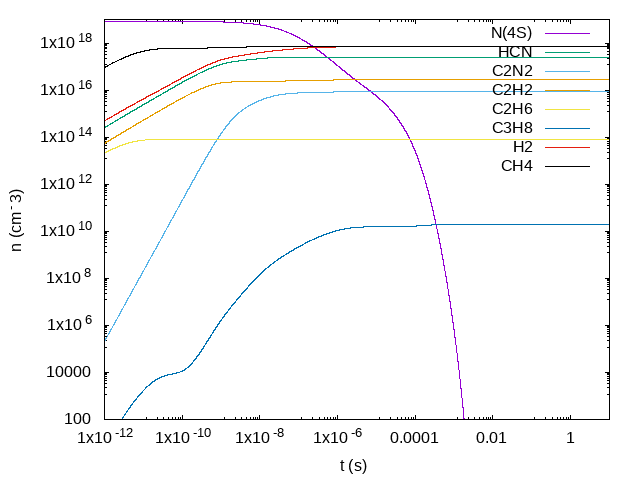 1x10^18
1x10^16
1x10^14
1x10^12
1x10^10
1x10^8
1x10^6
10000
100
n (cm^-3)
N(4S)
HCN
C2N2
C2H2
C2H6
C3H8
H2
CH4
1x10^-12
1x10^-10
1x10^-8
1x10^-6
0.0001
0.01
1
t (s)